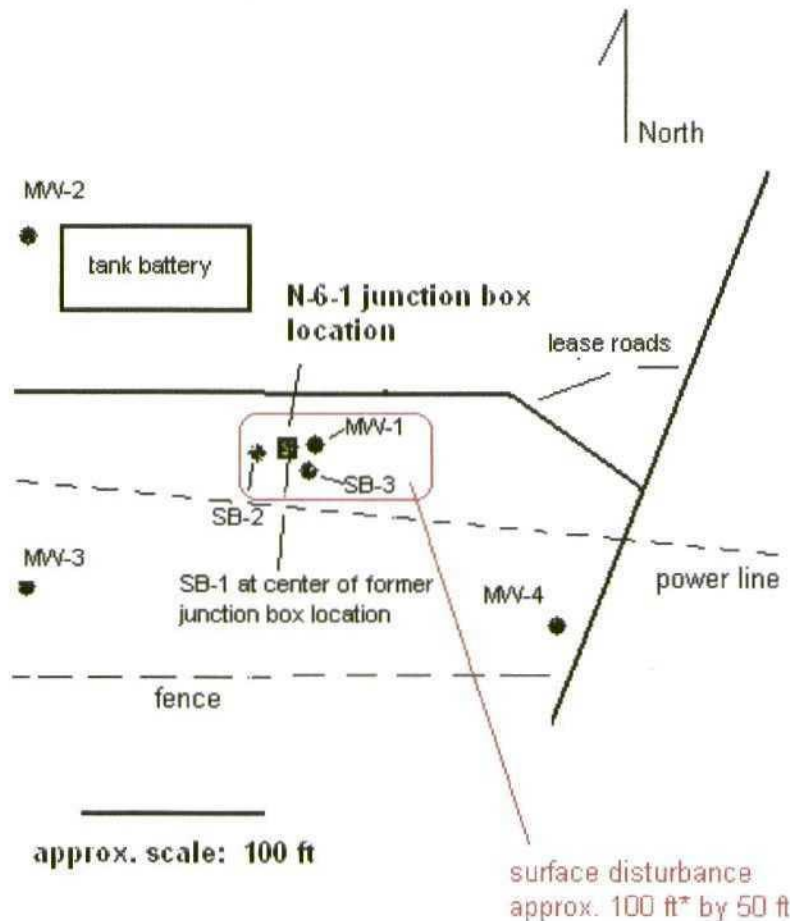 North
MW-2
tank battery
N-6-1 junction box
location
lease roads
MW-1
SB-3
SB-2
MW-3
SB-1 at center of former
junction box location
MW-4
power line
fence
approx. scale: 100 ft
surface disturbance
approx. 100 ft* by 50 ft